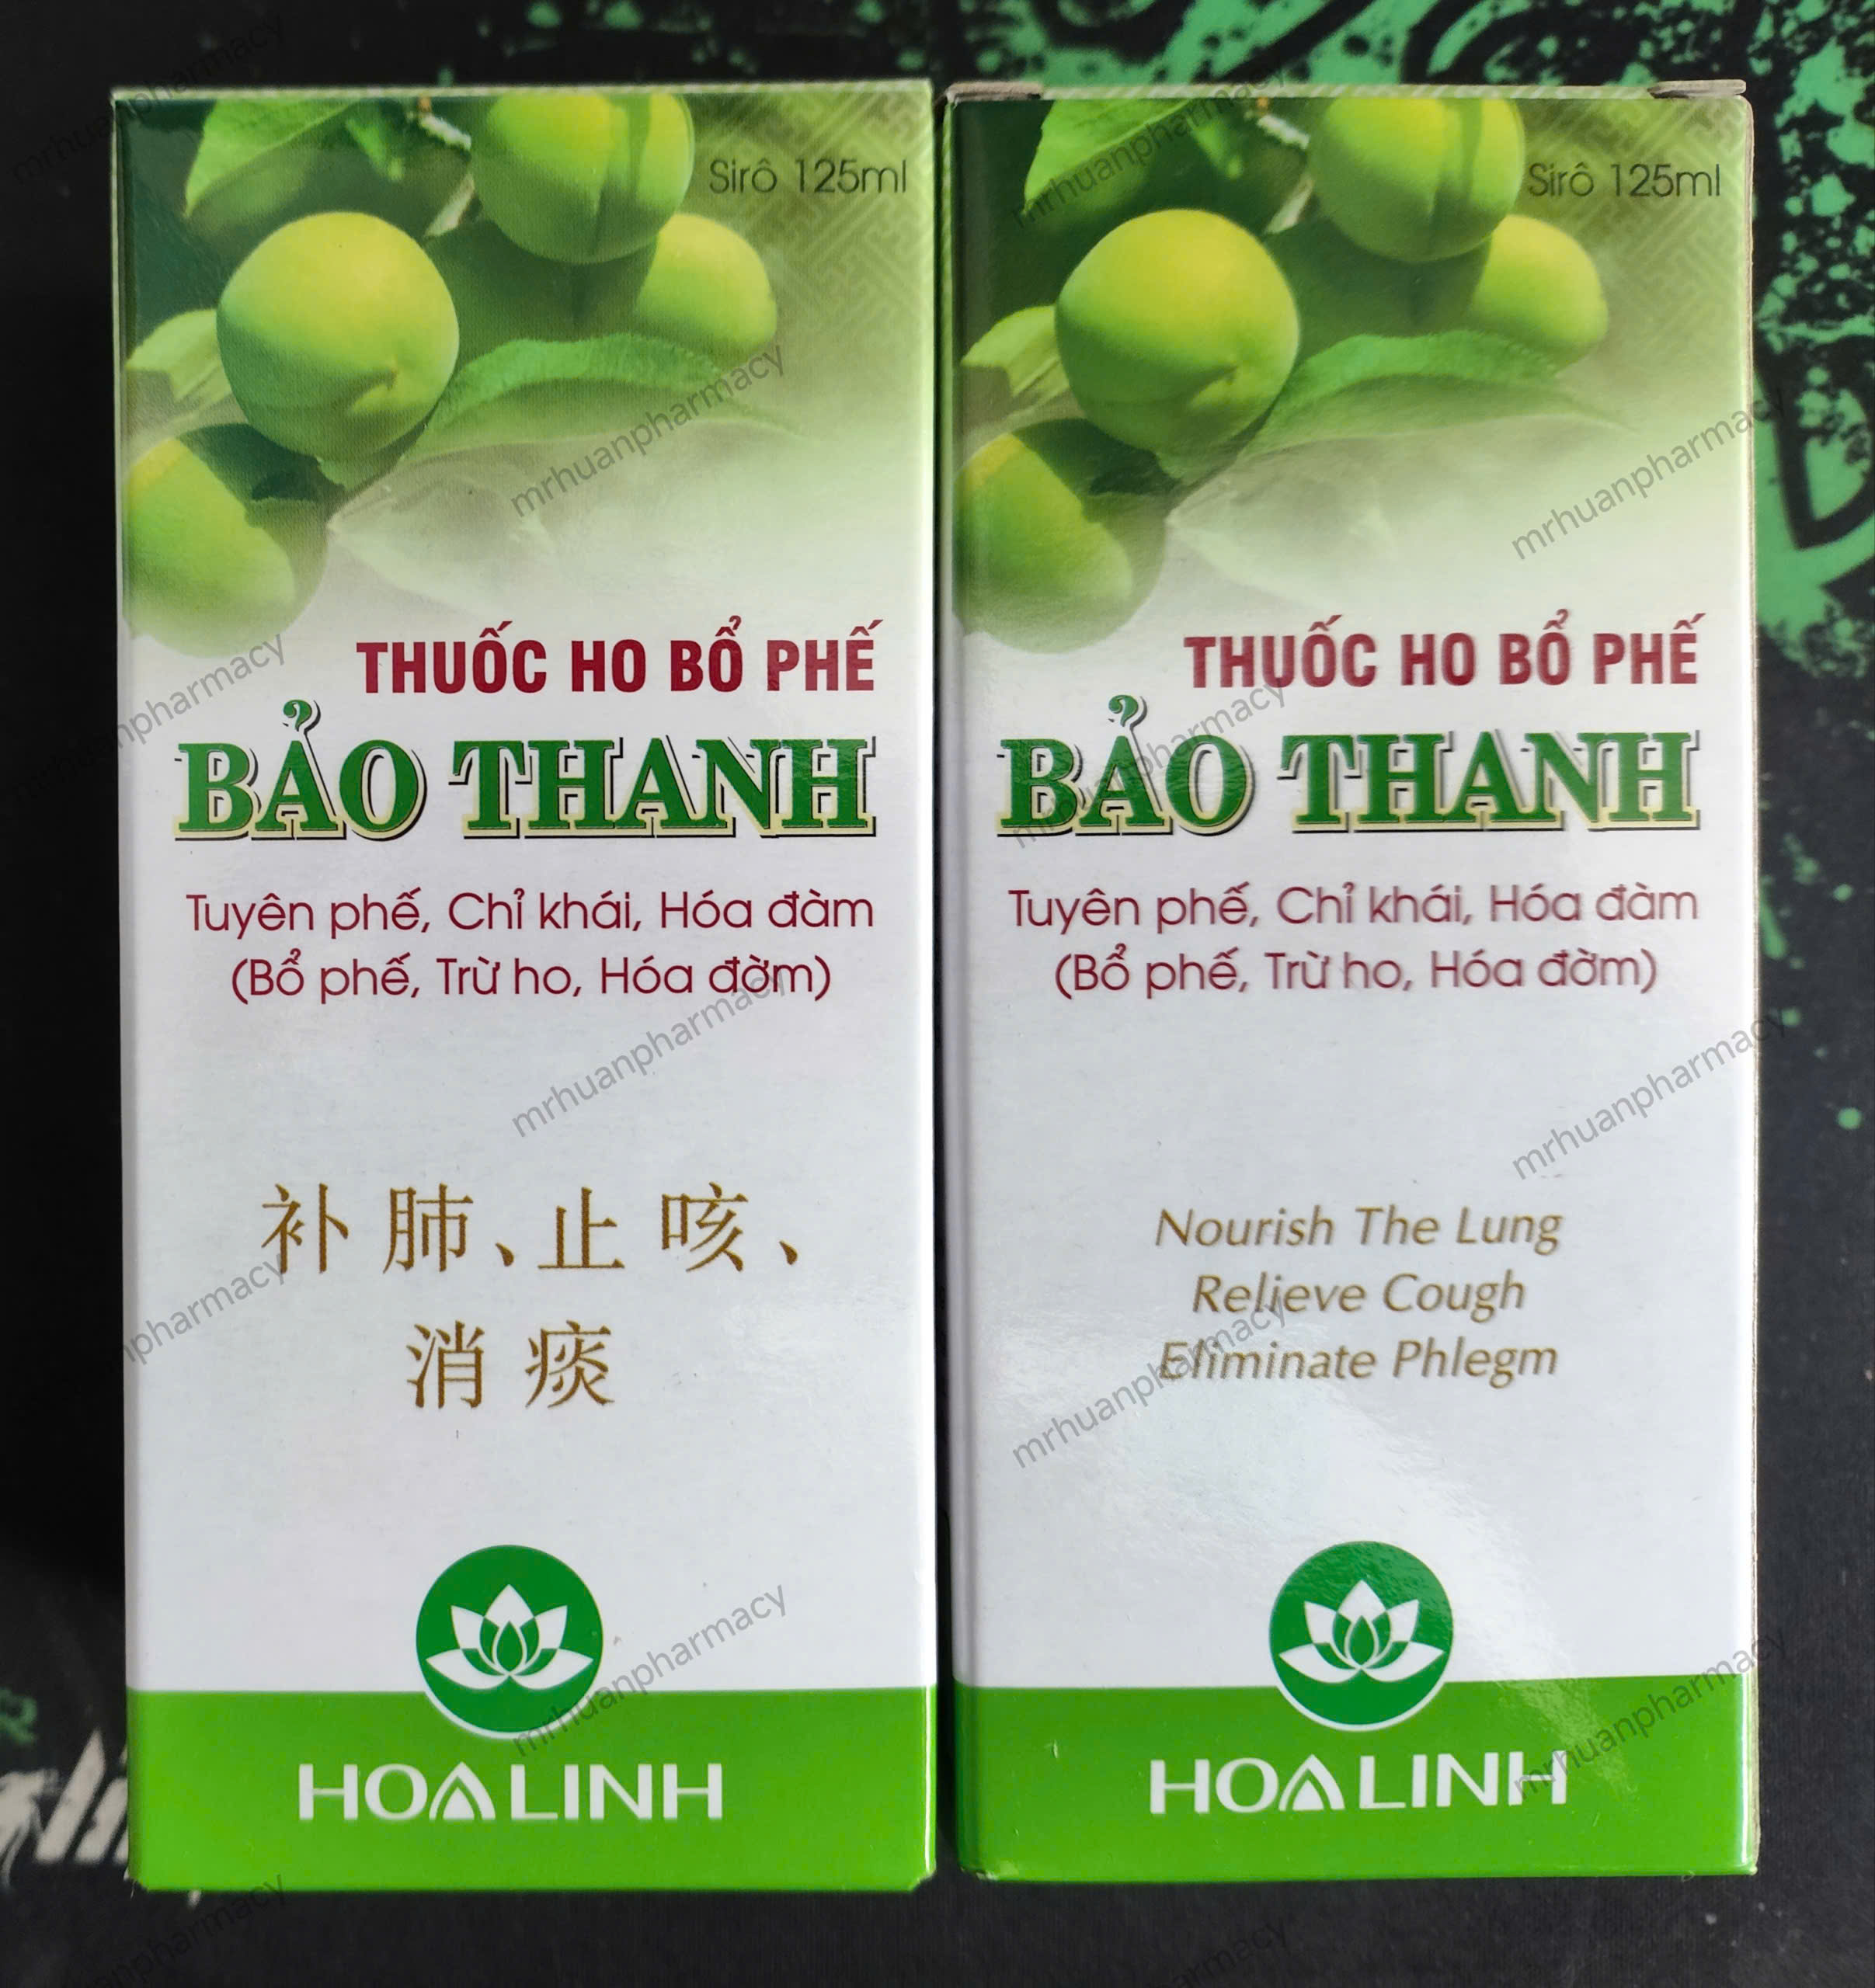 Sirô 125ml
THUỐC HO BỔ PHẾ
BẢO THANH
Tuyên phế, Chỉ khái, Hóa đàm
(Bổ phế, Trừ ho, Hóa đờm)
补肺、止咳、
消痰
HOALINH
Sirô 125ml
THUỐC HO BỔ PHẾ
BẢO THANH
Tuyên phế, Chỉ khái, Hóa đàm
(Bổ phế, Trừ ho, Hóa đờm)
Nourish The Lung
Relieve Cough
Eliminate Phlegm
HOALINH
mrhuanpharmacy